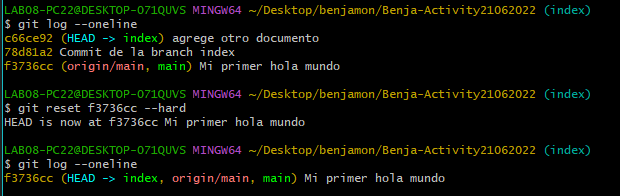 LAB08-PC22@DESKTOP-071QUVS MINGW64 ~/Desktop/benjamon/Benja-Activity21062022 (index)
$ git log --oneline
c66ce92 (HEAD -> index) agrege otro documento
78d81a2 Commit de la branch index
f3736cc (origin/main, main) Mi primer hola mundo
LAB08-PC22@DESKTOP-071QUVS MINGW64 ~/Desktop/benjamon/Benja-Activity21062022 (index)
$ git reset f3736cc --hard
HEAD is now at f3736cc Mi primer hola mundo
LAB08-PC22@DESKTOP-071QUVS MINGW64 ~/Desktop/benjamon/Benja-Activity21062022 (index)
$ git log --oneline
f3736cc (HEAD -> index, origin/main, main) Mi primer hola mundo